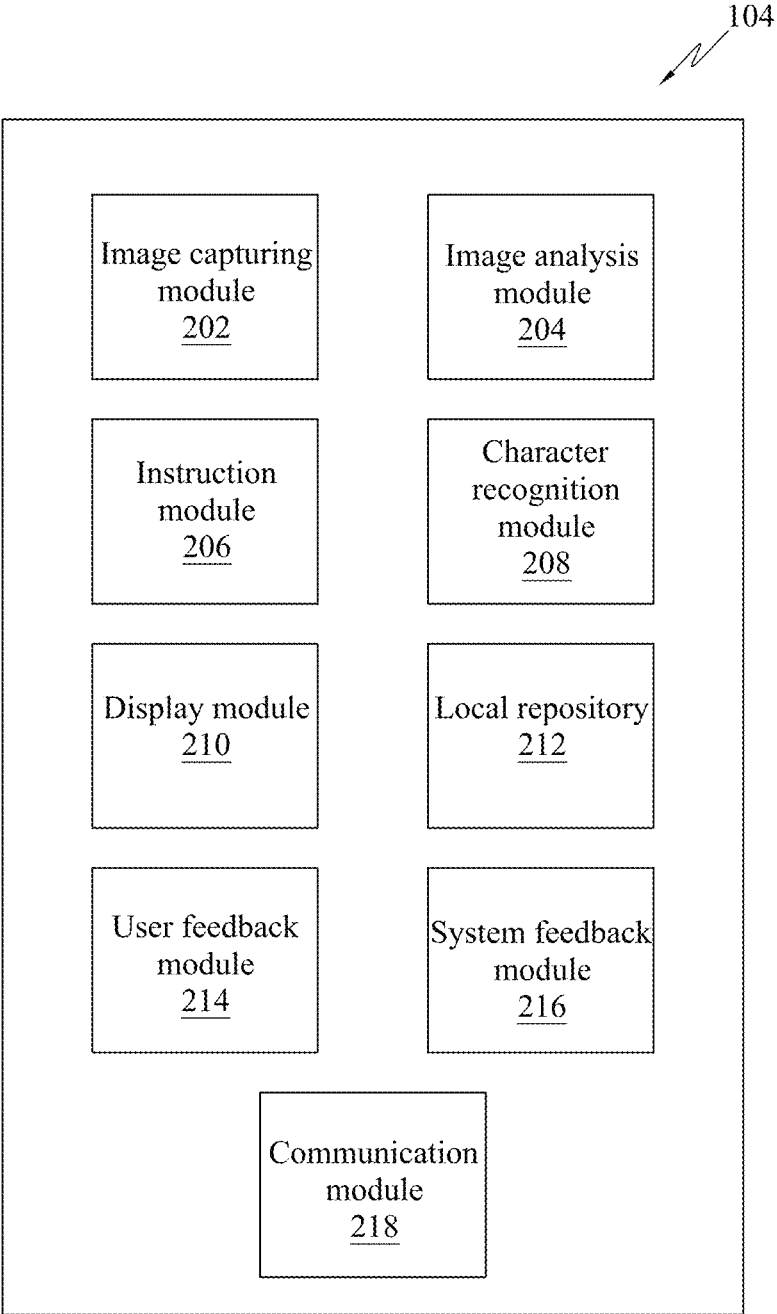 104
Image capturing
module
202
Image analysis
module
204
Instruction
module
206
Character
recognition
module
208
Display module
210
Local repository
212
User feedback
module
214
System feedback
module
216
Communication
module
218